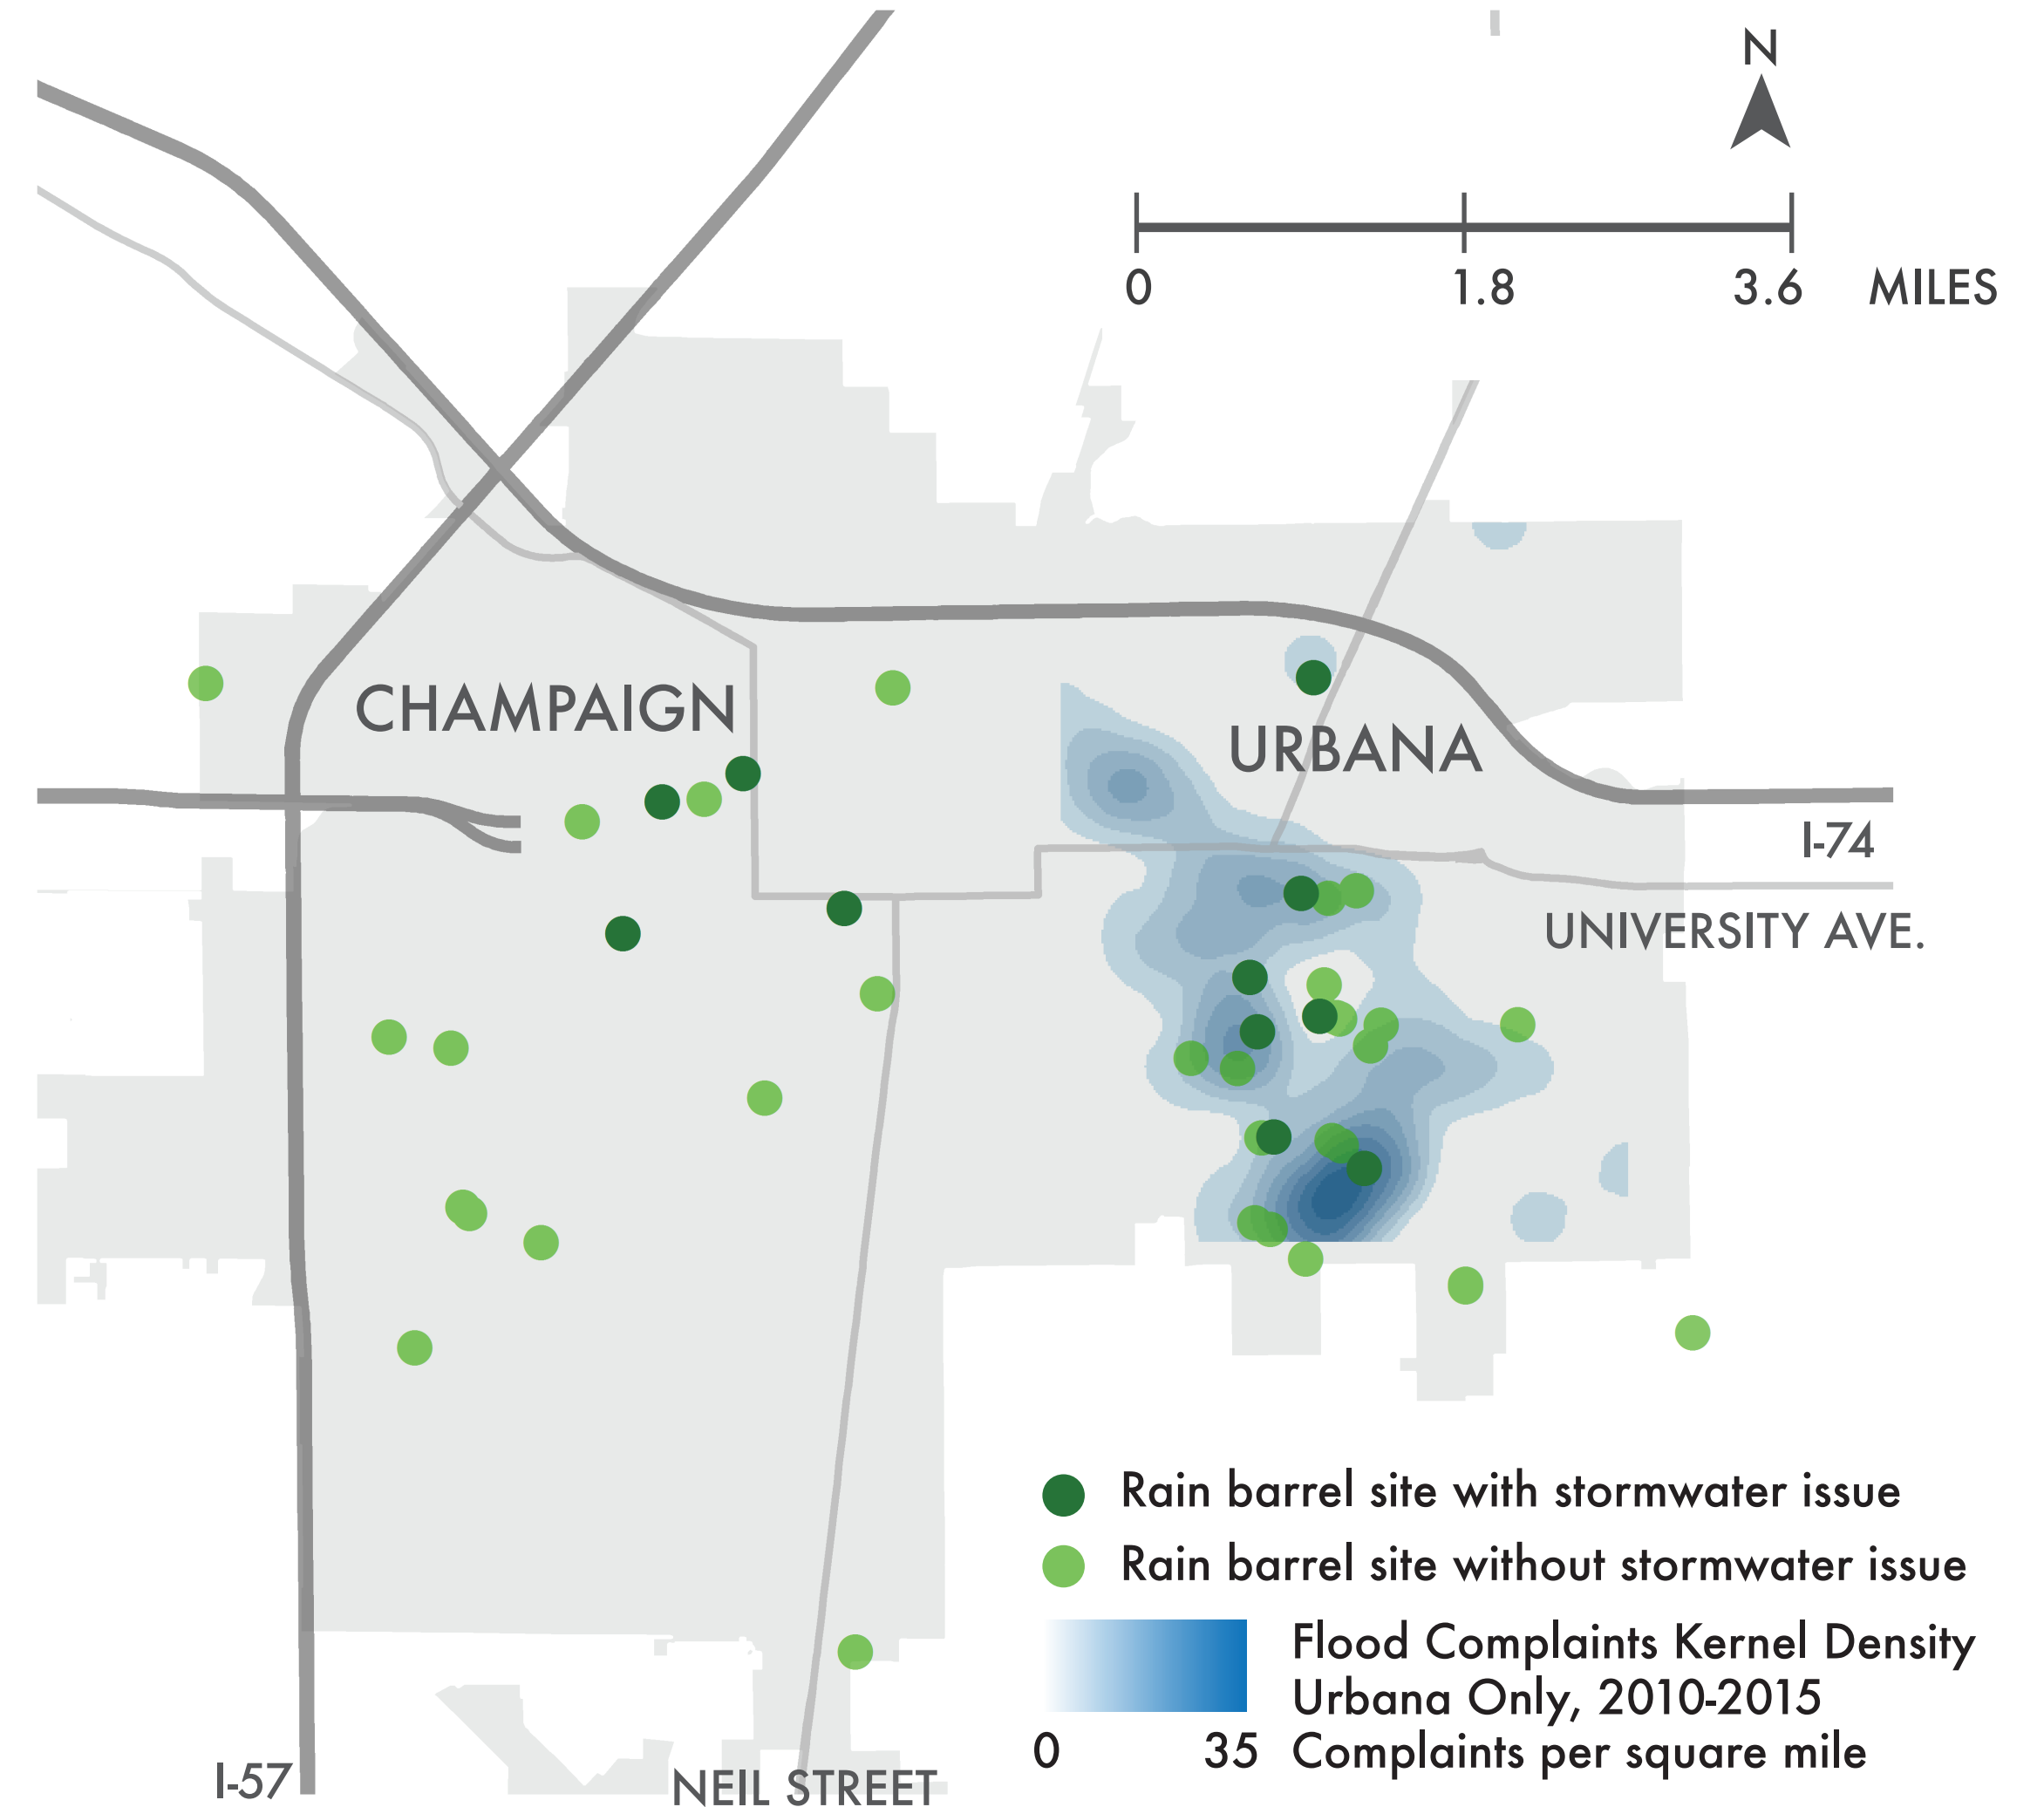 N
0 1.8 3.6 MILES
CHAMPAIGN
URBANA
I-74
UNIVERSITY AVE.
Rain barrel site with stormwater issue
Rain barrel site without stormwater issue
Flood Complaints Kernel Density
Urbana Only, 2010-2015
0 35 Complaints per square mile
I-57
NEIL STREET